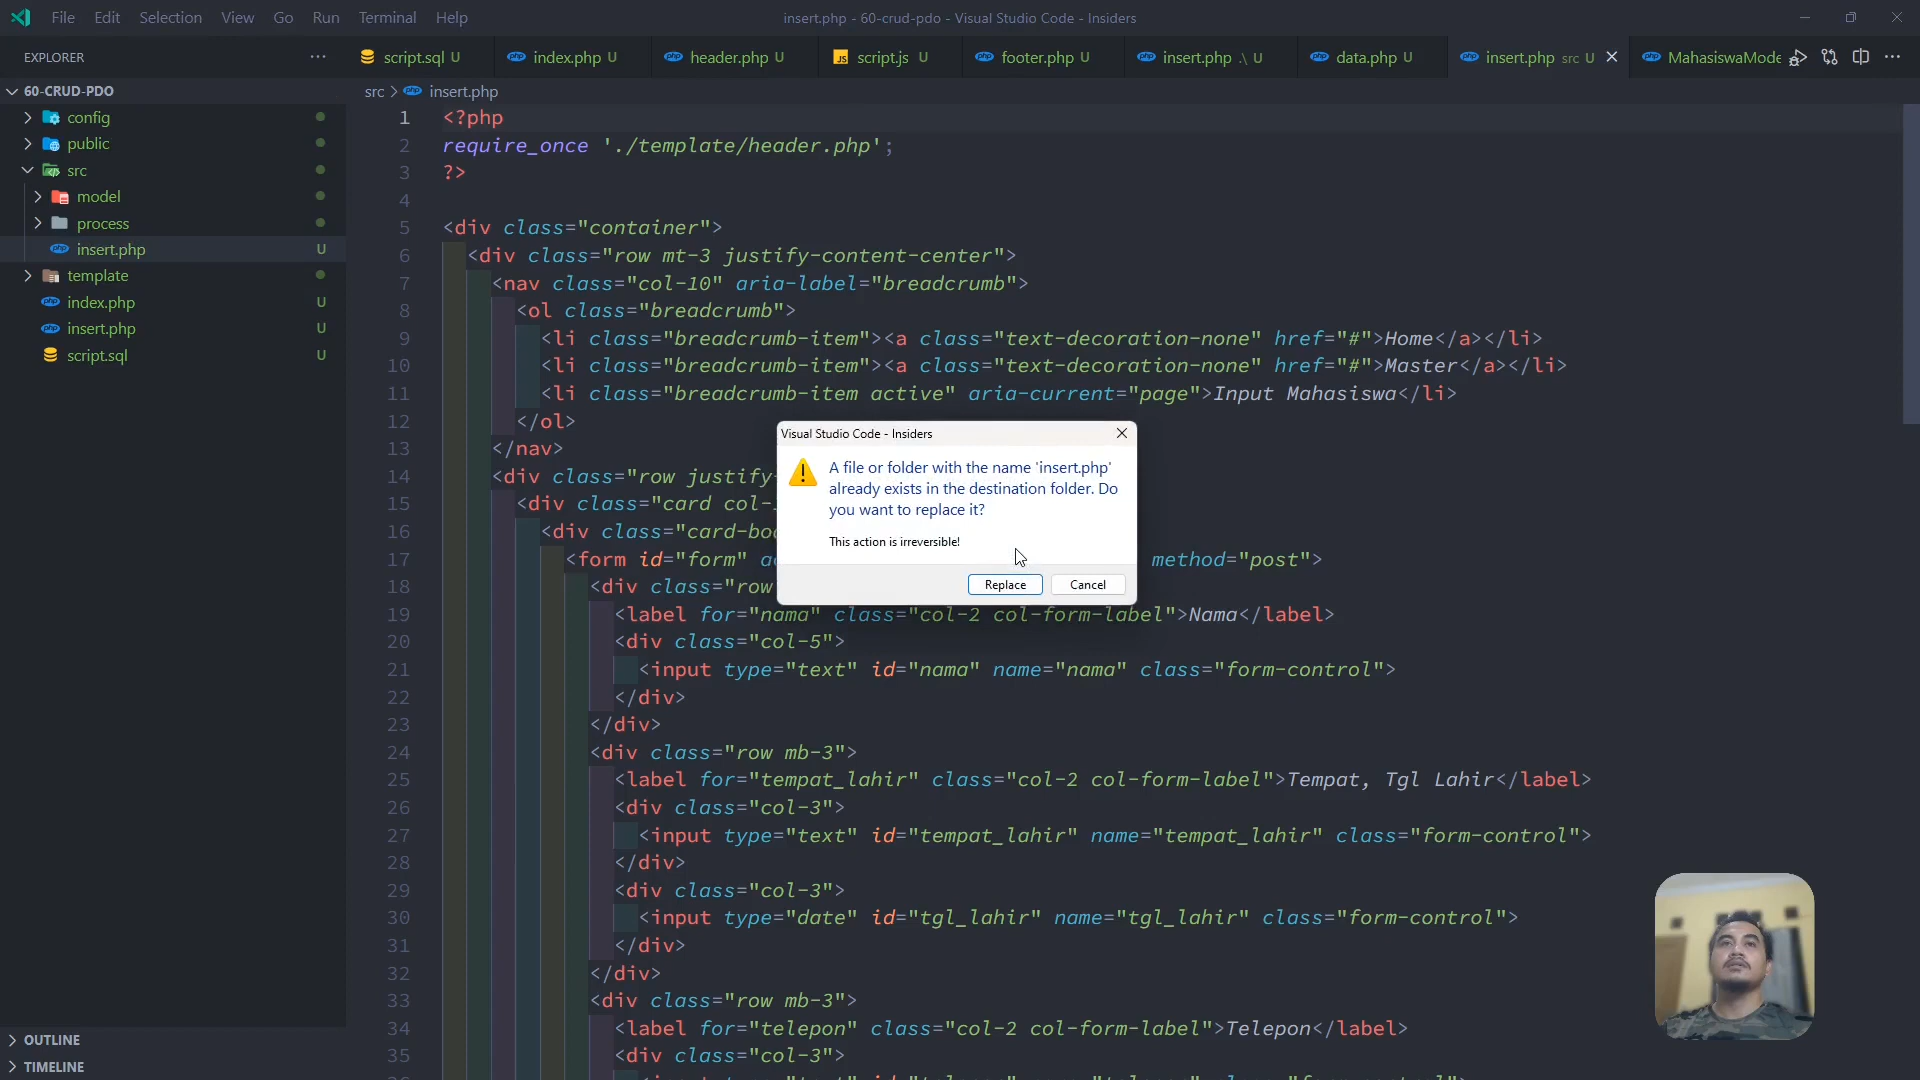 File Edit Selection View Go Run Terminal Help
insert.php - 60-crud-pdo - Visual Studio Code - Insiders
EXPLORER
script.sql U
index.php U
header.php U
JS script.js U
footer.php U
insert.php .\ U
data.php U
insert.php src U
MahasiswaMode
60-CRUD-PDO
config
public
src
model
process
insert.php U
template
index.php U
insert.php U
script.sql U
OUTLINE
TIMELINE
src > insert.php
1 <?php
2 require_once './template/header.php';
3 ?>
4
5 <div class="container">
6 <div class="row mt-3 justify-content-center">
7 <nav class="col-10" aria-label="breadcrumb">
8 <ol class="breadcrumb">
9 <li class="breadcrumb-item"><a class="text-decoration-none" href="#">Home</a></li>
10 <li class="breadcrumb-item"><a class="text-decoration-none" href="#">Master</a></li>
11 <li class="breadcrumb-item active" aria-current="page">Input Mahasiswa</li>
12 </ol>
13 </nav>
14 <div class="row justify-
15 <div class="card col-
16 <div class="card-bo
17 <form id="form" a method="post">
18 <div class="row
19 <label for="nama" class="col-2 col-form-label">Nama</label>
20 <div class="col-5">
21 <input type="text" id="nama" name="nama" class="form-control">
22 </div>
23 </div>
24 <div class="row mb-3">
25 <label for="tempat_lahir" class="col-2 col-form-label">Tempat, Tgl Lahir</label>
26 <div class="col-3">
27 <input type="text" id="tempat_lahir" name="tempat_lahir" class="form-control">
28 </div>
29 <div class="col-3">
30 <input type="date" id="tgl_lahir" name="tgl_lahir" class="form-control">
31 </div>
32 </div>
33 <div class="row mb-3">
34 <label for="telepon" class="col-2 col-form-label">Telepon</label>
35 <div class="col-3">
Visual Studio Code - Insiders
A file or folder with the name 'insert.php'
already exists in the destination folder. Do
you want to replace it?
This action is irreversible!
Replace Cancel